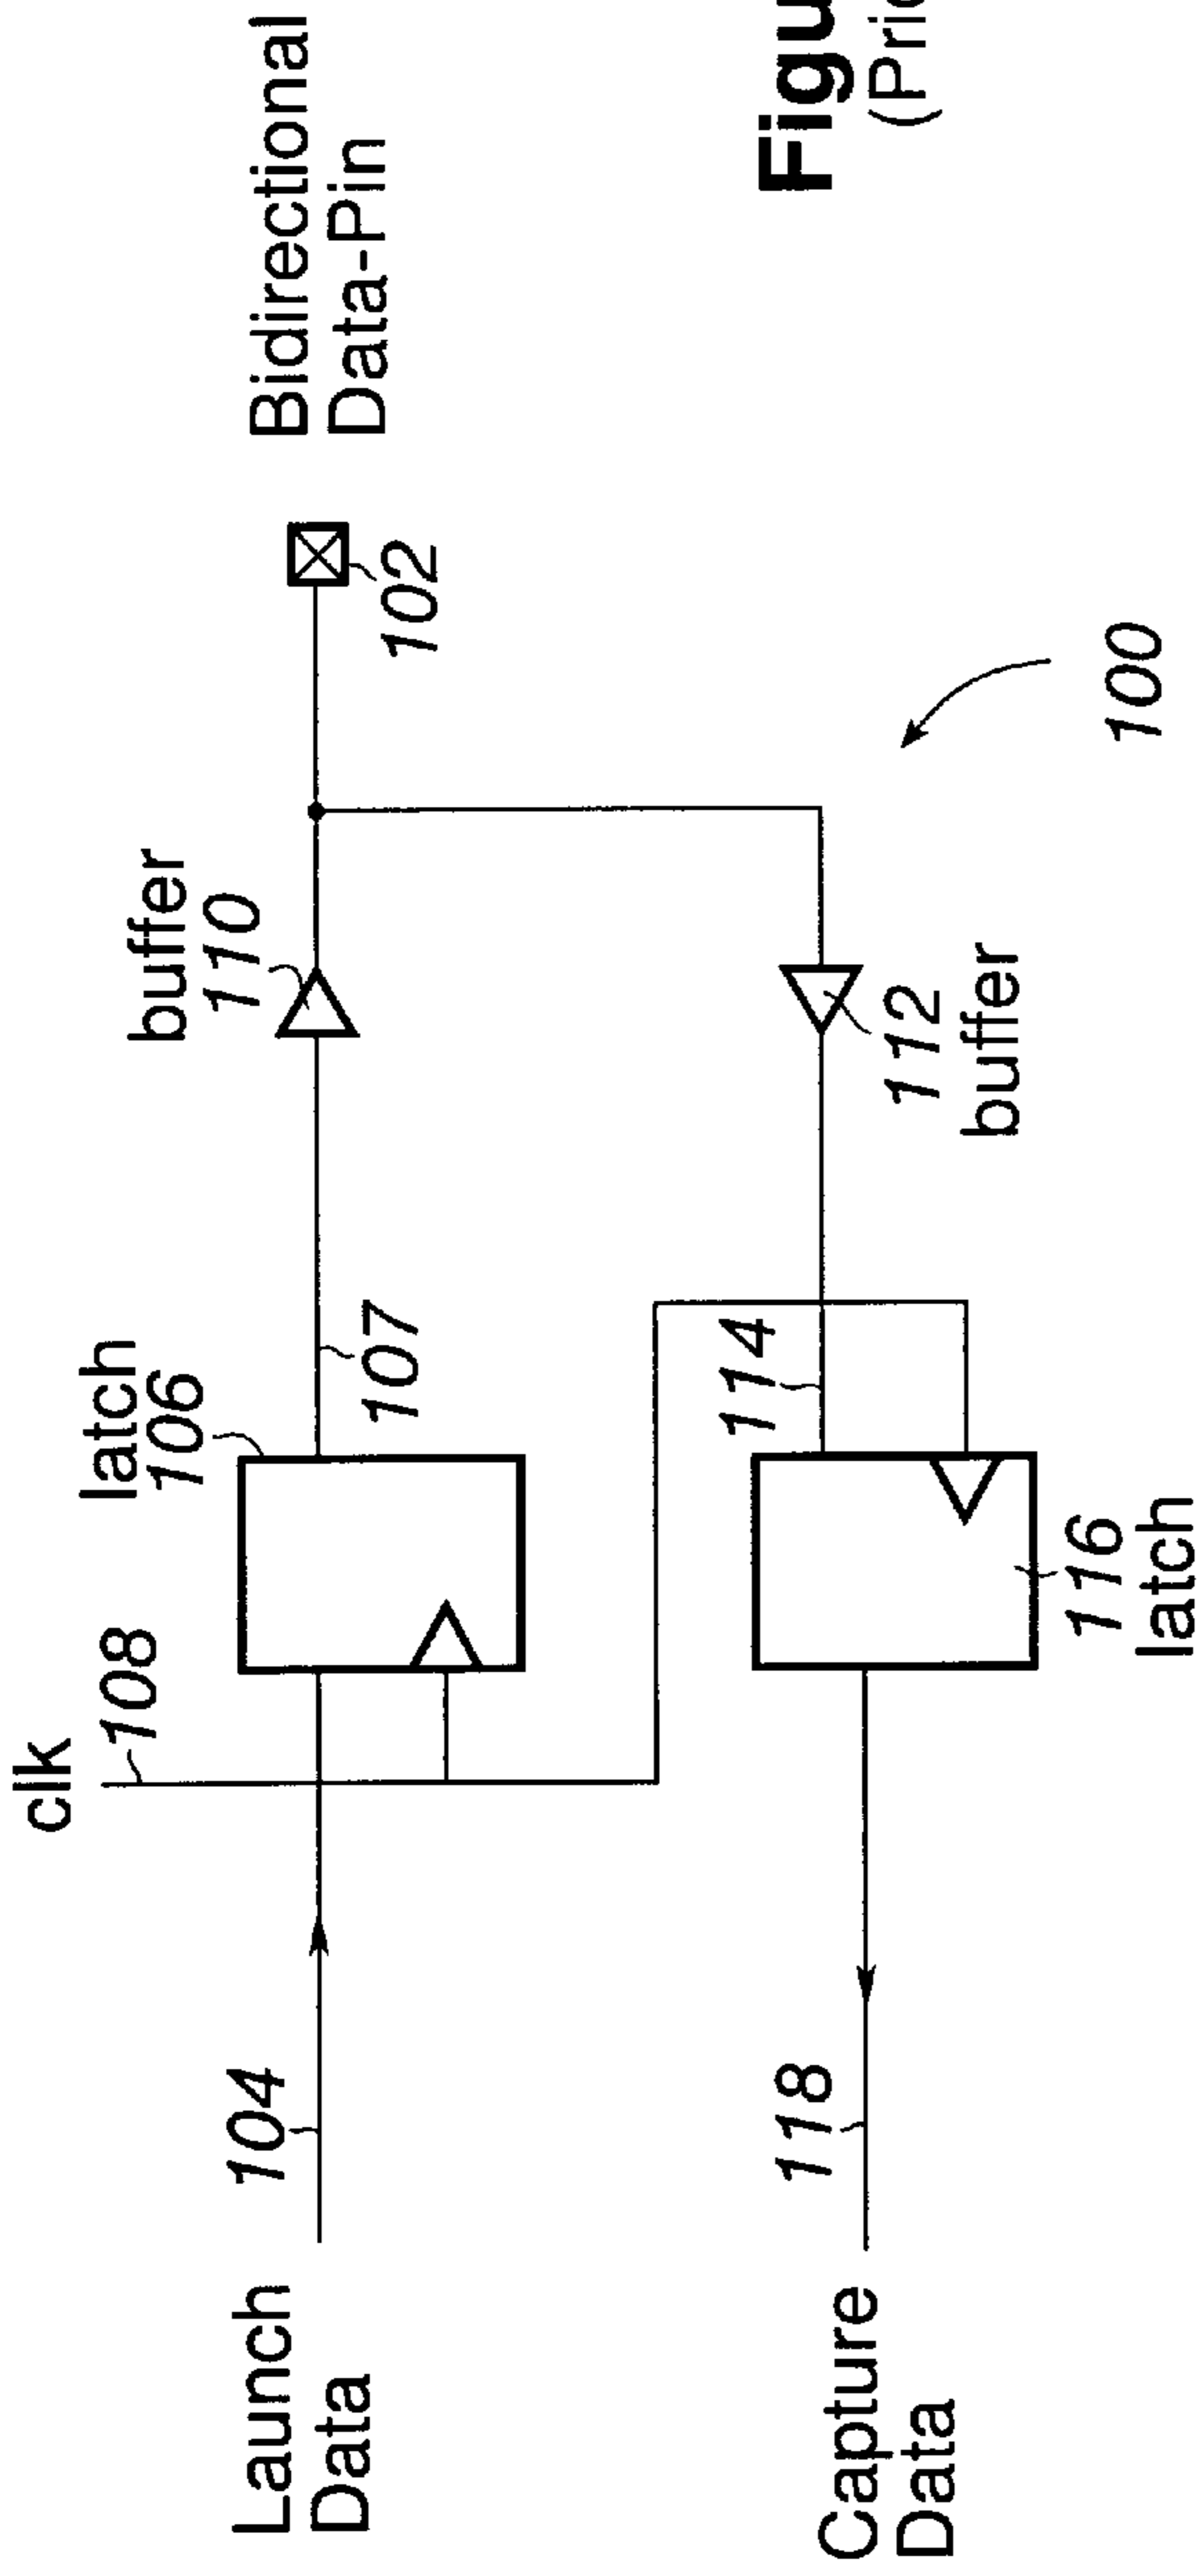 clk
108
latch
106
buffer
110
Bidirectional
Data-Pin
102
Launch
Data
104
107
114
112
buffer
116
latch
118
Capture
Data
100